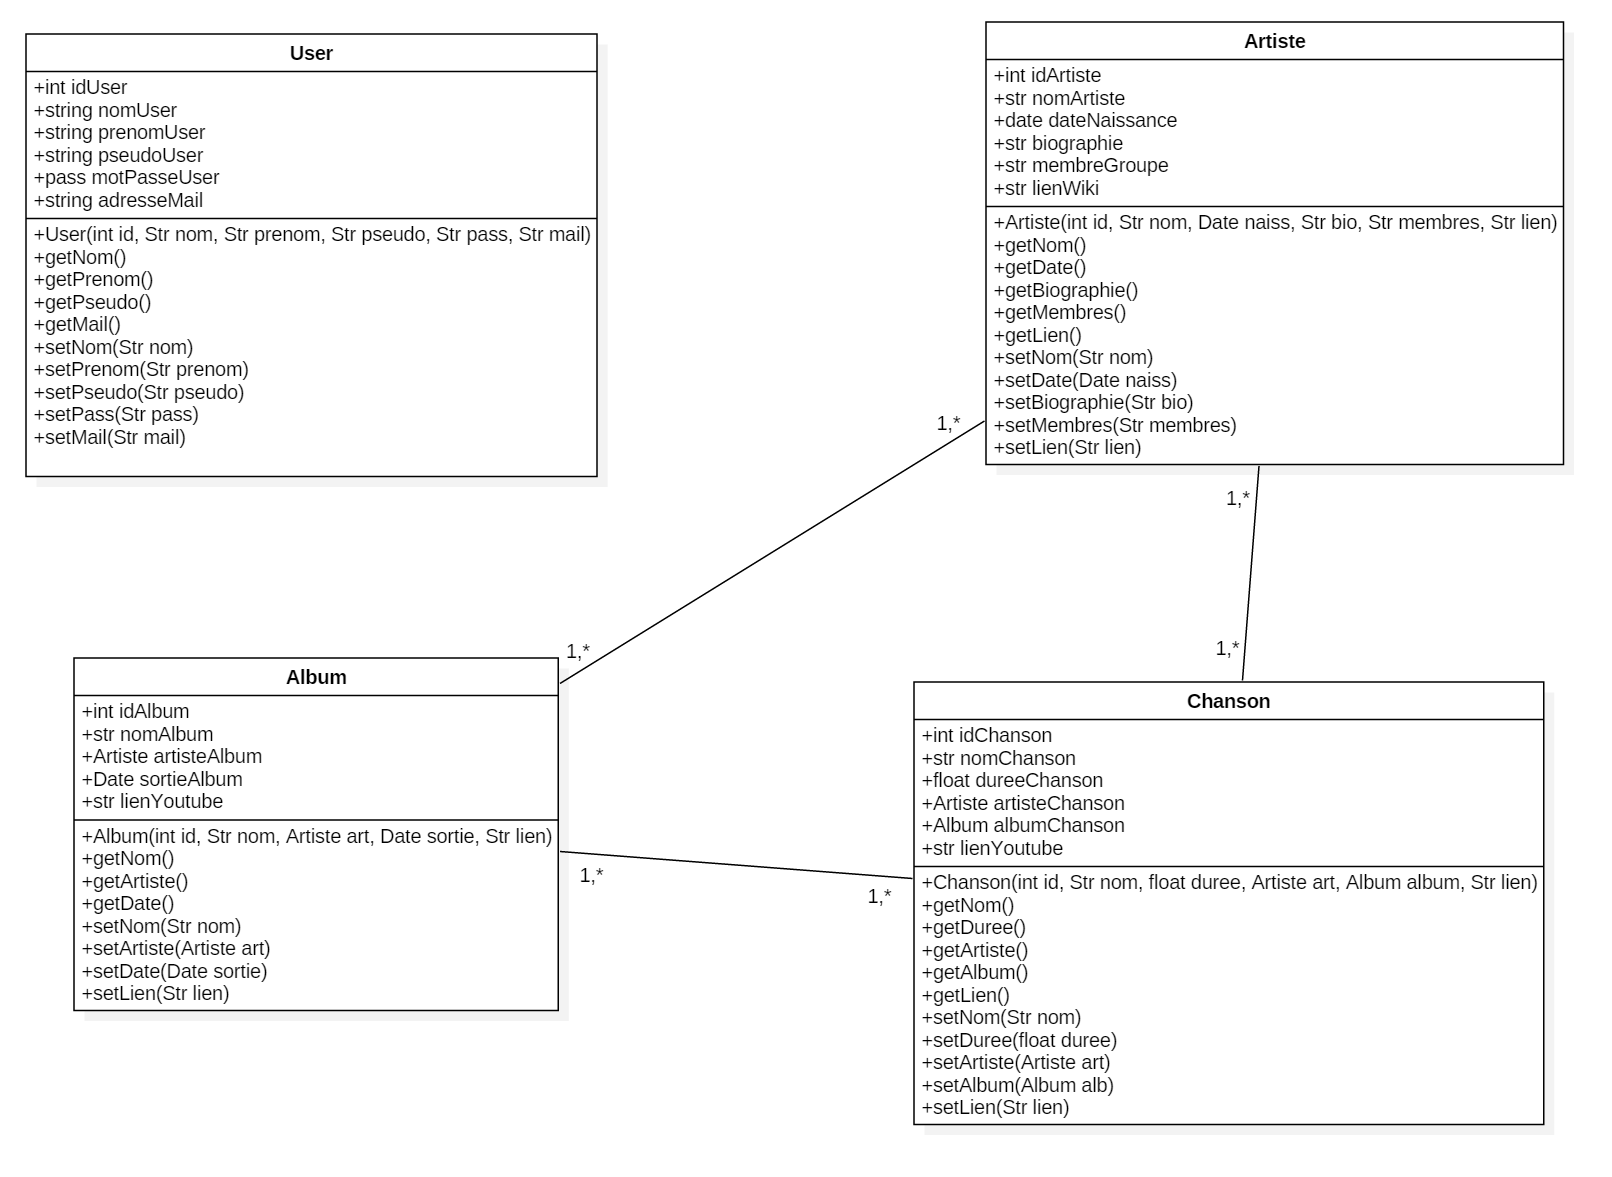 User
+int idUser
+string nomUser
+string prenomUser
+string pseudoUser
+pass motPasseUser
+string adresseMail
+User(int id, Str nom, Str prenom, Str pseudo, Str pass, Str mail)
+getNom()
+getPrenom()
+getPseudo()
+getMail()
+setNom(Str nom)
+setPrenom(Str prenom)
+setPseudo(Str pseudo)
+setPass(Str pass)
+setMail(Str mail)
Artiste
+int idArtiste
+str nomArtiste
+date dateNaissance
+str biographie
+str membreGroupe
+str lienWiki
+Artiste(int id, Str nom, Date naiss, Str bio, Str membres, Str lien)
+getNom()
+getDate()
+getBiographie()
+getMembres()
+getLien()
+setNom(Str nom)
+setDate(Date naiss)
+setBiographie(Str bio)
+setMembres(Str membres)
+setLien(Str lien)
1,*
1,*
1,*
1,*
Album
+int idAlbum
+str nomAlbum
+Artiste artisteAlbum
+Date sortieAlbum
+str lienYoutube
+Album(int id, Str nom, Artiste art, Date sortie, Str lien)
+getNom()
+getArtiste()
+getDate()
+setNom(Str nom)
+setArtiste(Artiste art)
+setDate(Date sortie)
+setLien(Str lien)
1,*
1,*
Chanson
+int idChanson
+str nomChanson
+float dureeChanson
+Artiste artisteChanson
+Album albumChanson
+str lienYoutube
+Chanson(int id, Str nom, float duree, Artiste art, Album album, Str lien)
+getNom()
+getDuree()
+getArtiste()
+getAlbum()
+getLien()
+setNom(Str nom)
+setDuree(float duree)
+setArtiste(Artiste art)
+setAlbum(Album alb)
+setLien(Str lien)